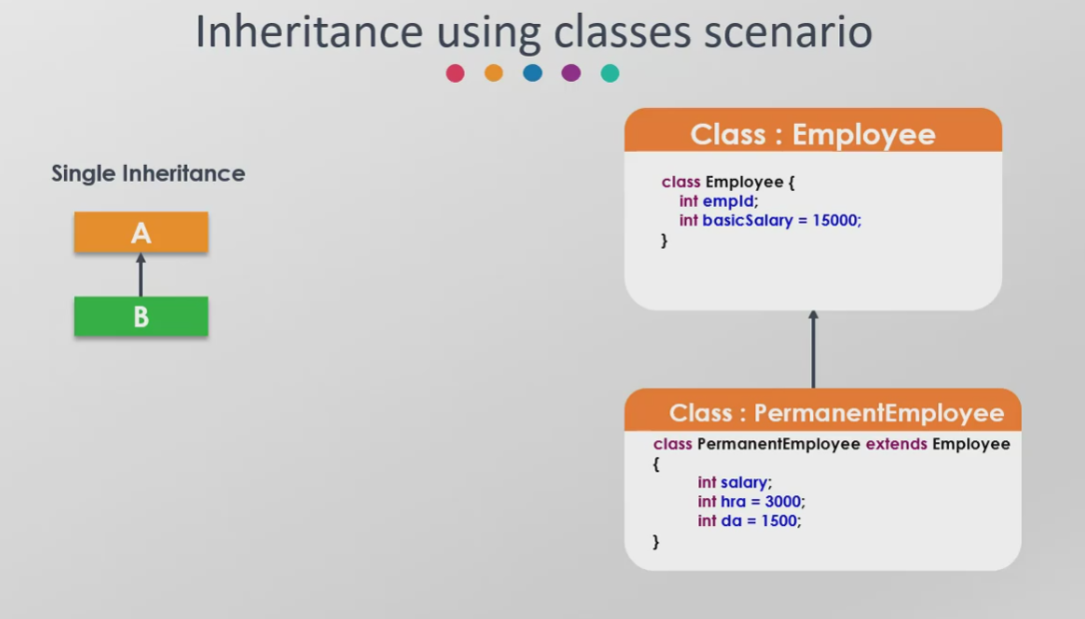 Inheritance using classes scenario
Single Inheritance
A
B
Class : Employee
class Employee {
int empId;
int basicSalary = 15000;
}
Class : PermanentEmployee
class PermanentEmployee extends Employee
{
int salary;
int hra = 3000;
int da = 1500;
}